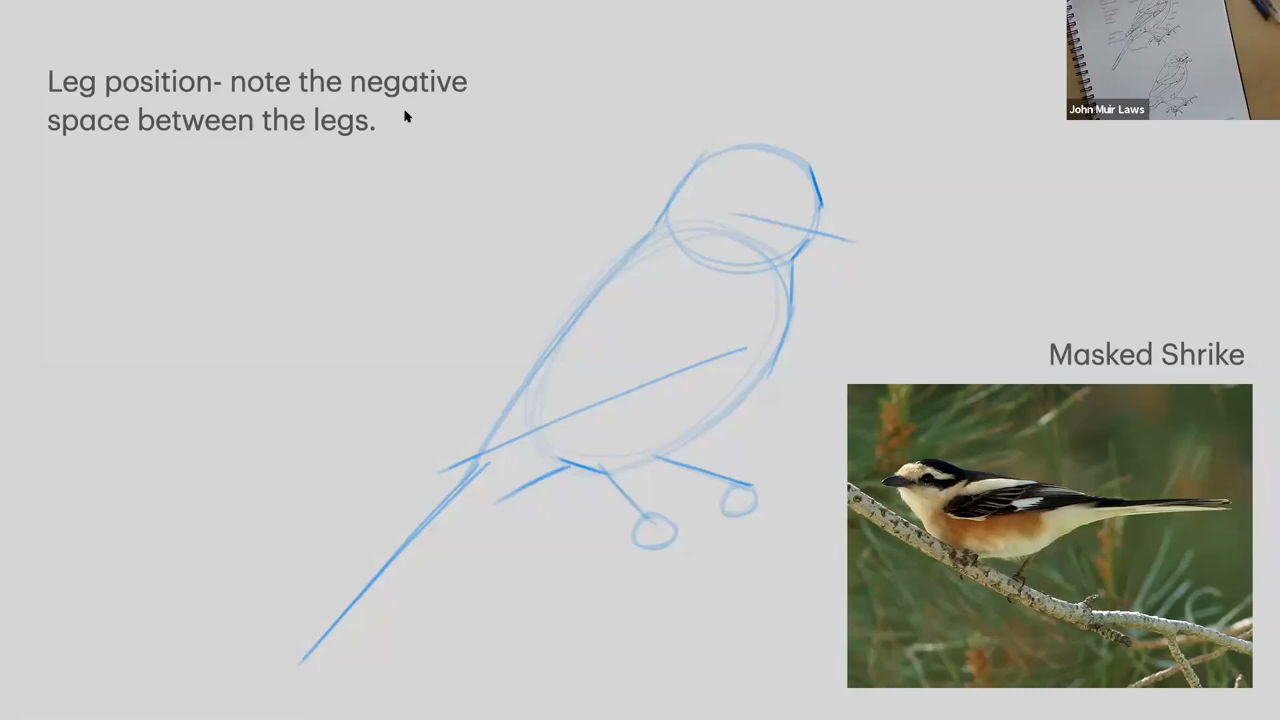 Leg position- note the negative
space between the legs.
John Muir Laws
Masked Shrike